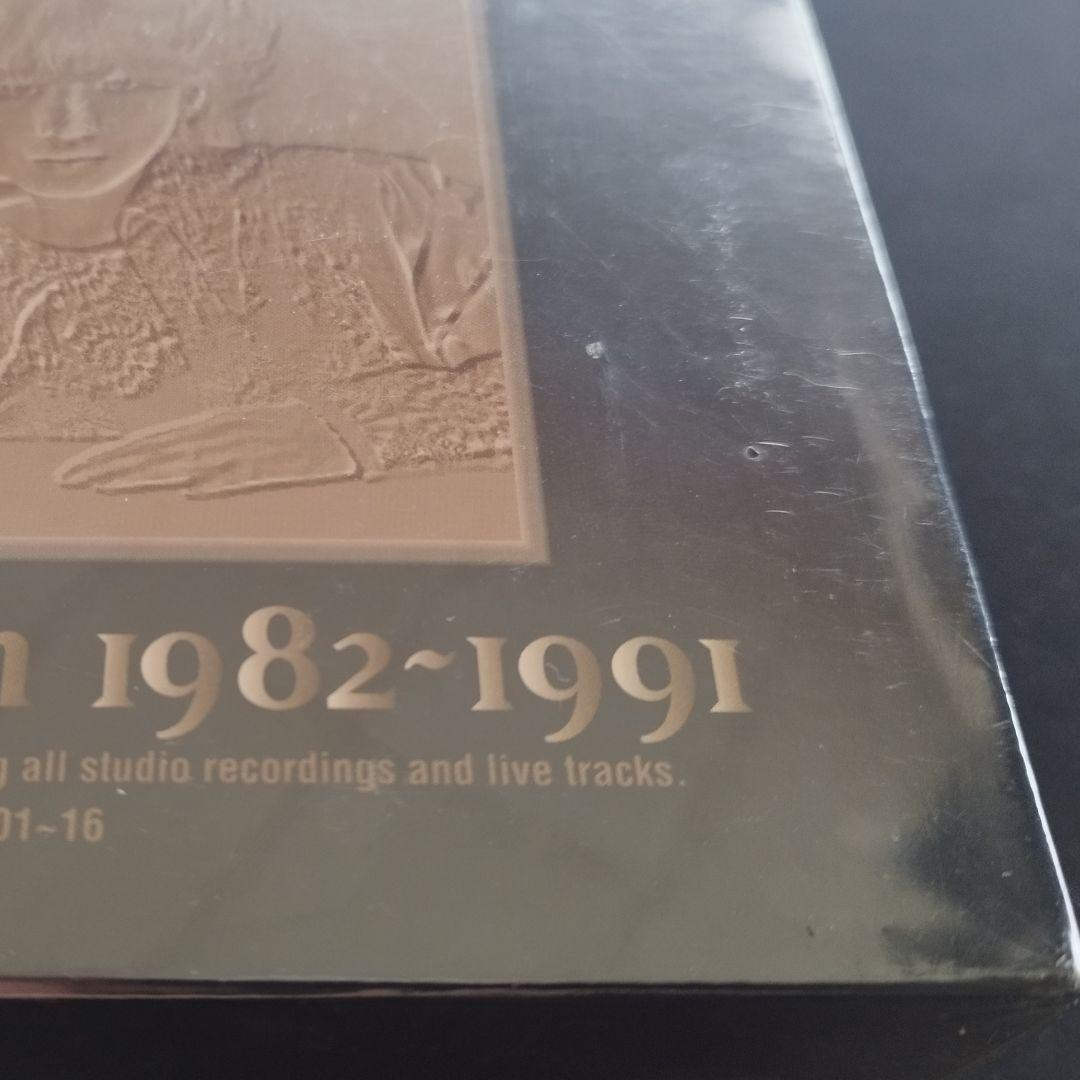 n 1982~1991
g all studio recordings and live tracks.
01~16